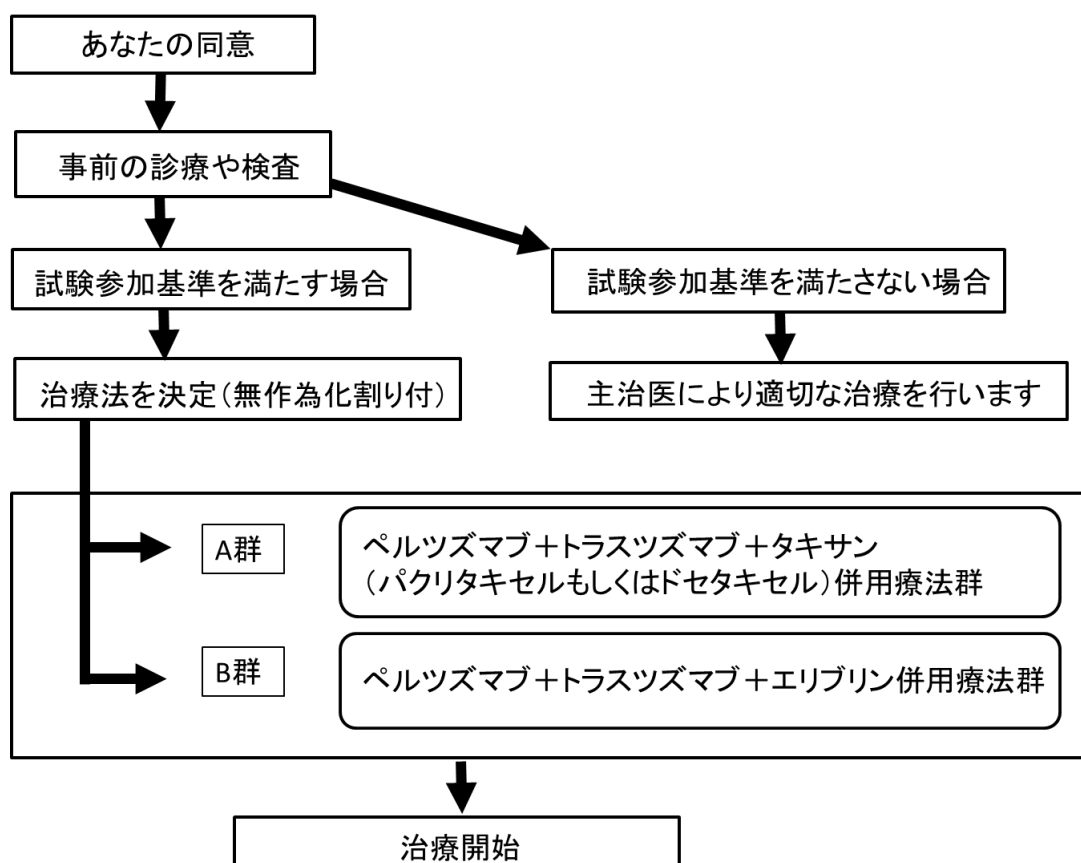 あなたの同意
事前の診療や検査
試験参加基準を満たす場合
試験参加基準を満たさない場合
治療法を決定(無作為化割り付)
主治医により適切な治療を行います
A群
ペルツズマブ+トラスツズマブ+タキサン
(パクリタキセルもしくはドセタキセル)併用療法群
B群
ペルツズマブ+トラスツズマブ+エリブリン併用療法群
治療開始